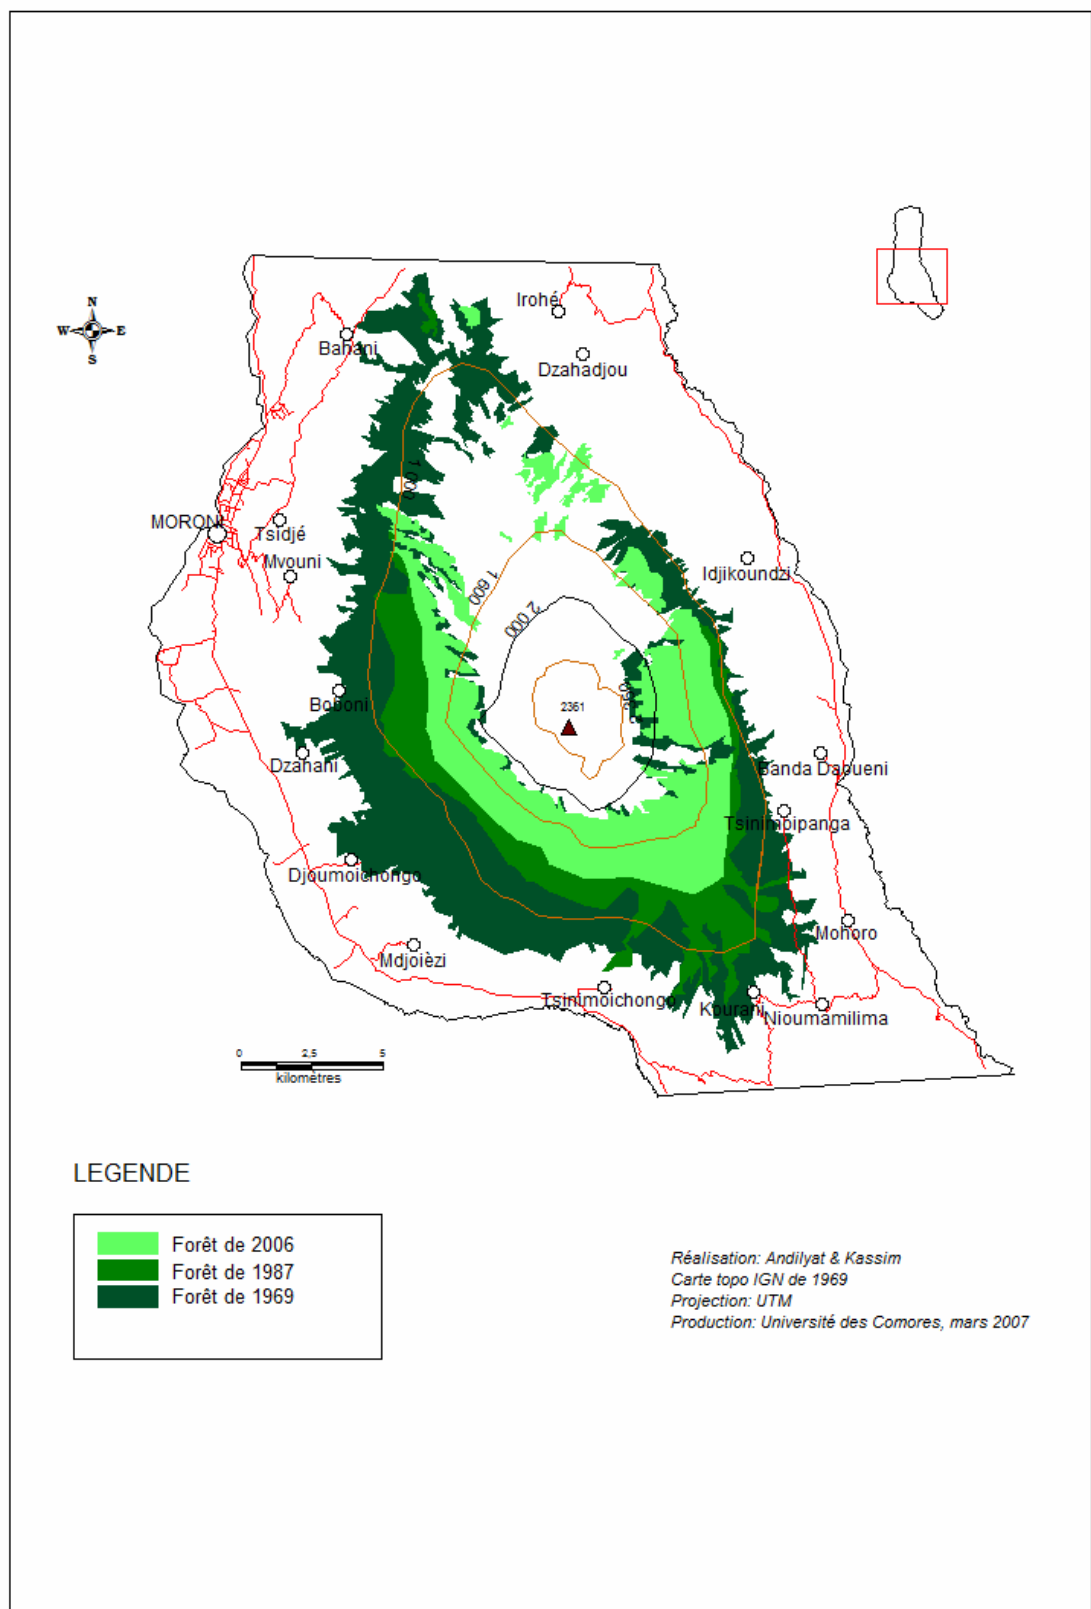 N
W E
S
Irohé
Bahani
Dzahadjou
1 000
MORONI
Tsidjé
Mvouni
Idjikoundzi
1 600
2 000
Boboni
2361
Dzahani
Banda Daoueni
Tsinimoipanga
Djoumoichongo
Mohoro
Mdjoièzi
Tsinimoichongo
Kourani
Nioumamilima
0 2,5 5
kilomètres
LEGENDE
Forêt de 2006
Forêt de 1987
Forêt de 1969
Réalisation: Andilyat & Kassim
Carte topo IGN de 1969
Projection: UTM
Production: Université des Comores, mars 2007